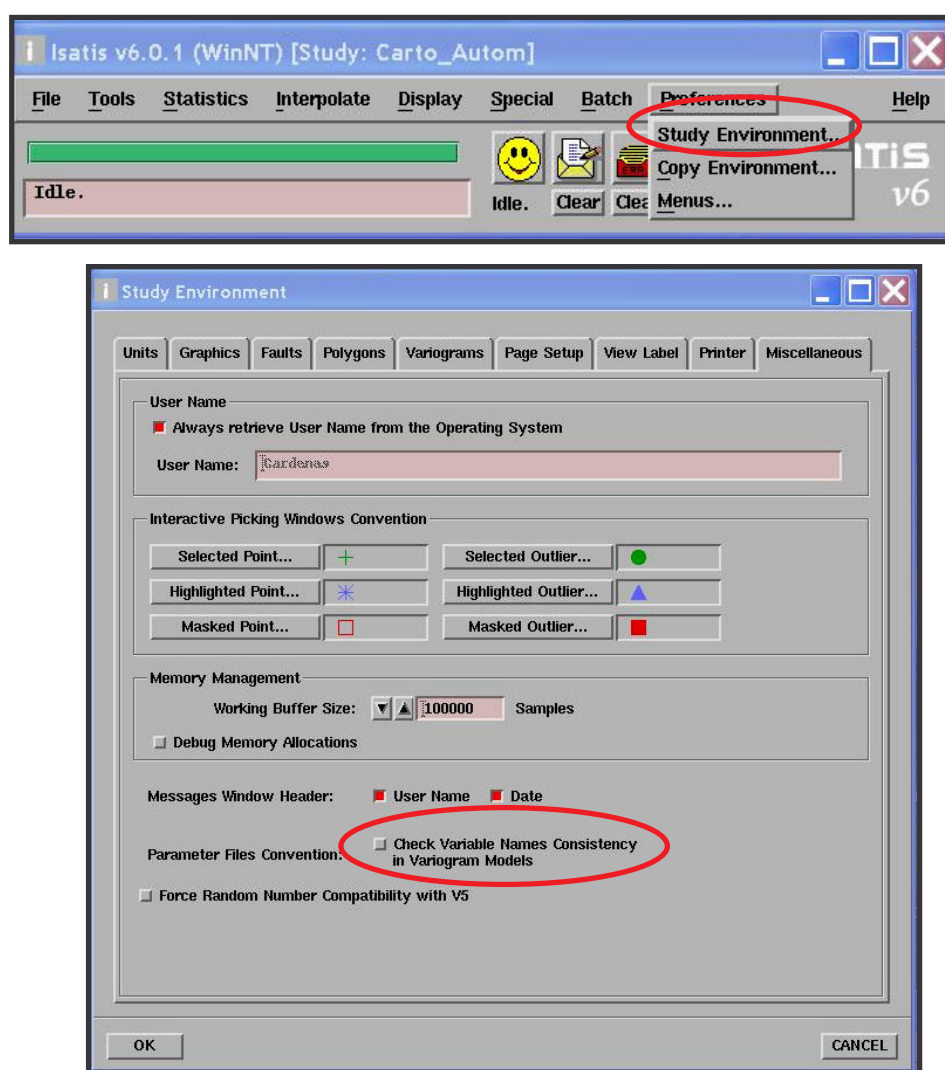 Isatis v6.0.1 (WinNT) [Study: Carto_Autom]
File Tools Statistics Interpolate Display Special Batch Preferences Help
Study Environment..
Copy Environment...
Menus...
Idle.
Idle. Clear Clea
v6
Study Environment
Units Graphics Faults Polygons Variograms Page Setup View Label Printer Miscellaneous
User Name
Always retrieve User Name from the Operating System
User Name: Cardenas
Interactive Picking Windows Convention
Selected Point... Selected Outlier...
Highlighted Point... Highlighted Outlier...
Masked Point... Masked Outlier...
Memory Management
Working Buffer Size: 100000 Samples
Debug Memory Allocations
Messages Window Header: User Name Date
Parameter Files Convention: Check Variable Names Consistency
in Variogram Models
Force Random Number Compatibility with V5
OK CANCEL